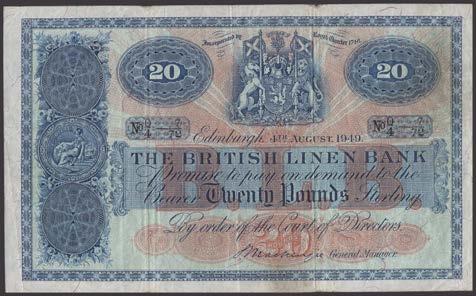 Incorporated by Royal Charter 1746.
20 20
No Q/4 7/72 No Q/4 7/72
Edinburgh, 4TH AUGUST, 1949.
THE BRITISH LINEN BANK
Promise to pay on demand to the
Bearer Twenty Pounds Sterling
By order of the Court of Directors.
General Manager.